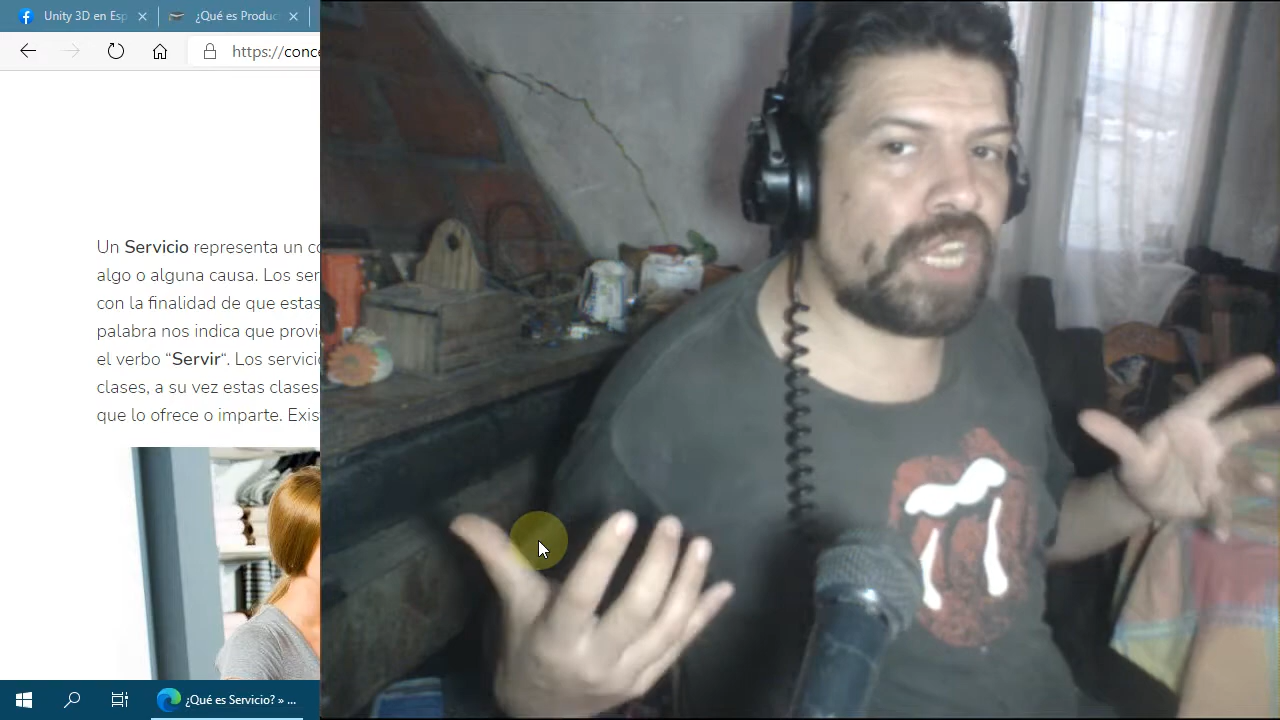 Unity 3D en Esp
¿Qué es Produc
https://conce
Un Servicio representa un co
algo o alguna causa. Los ser
con la finalidad de que estas
palabra nos indica que provi
el verbo “Servir“. Los servicio
clases, a su vez estas clases
que lo ofrece o imparte. Exis
¿Qué es Servicio? » ...